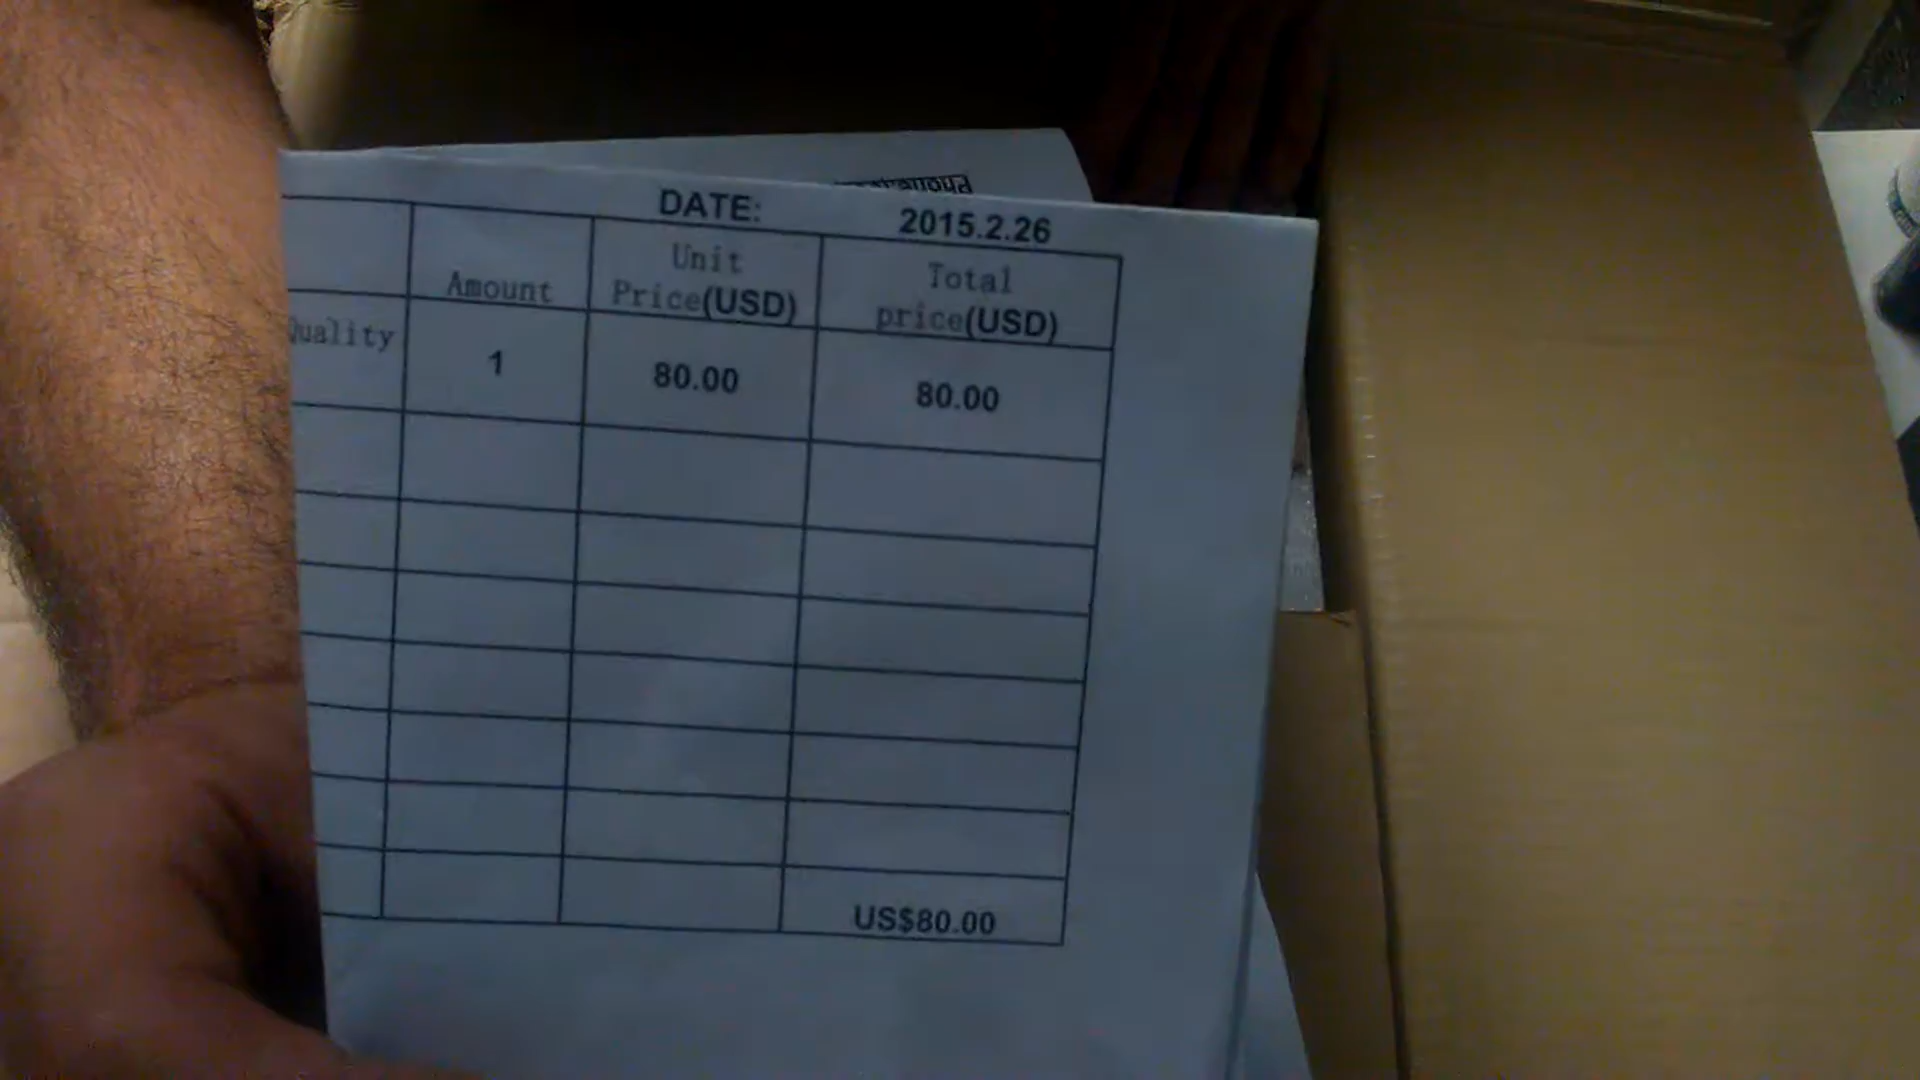 DATE: 2015.2.26
Amount
Unit
Price(USD)
Total
price(USD)
Quality
1
80.00
80.00
US$80.00